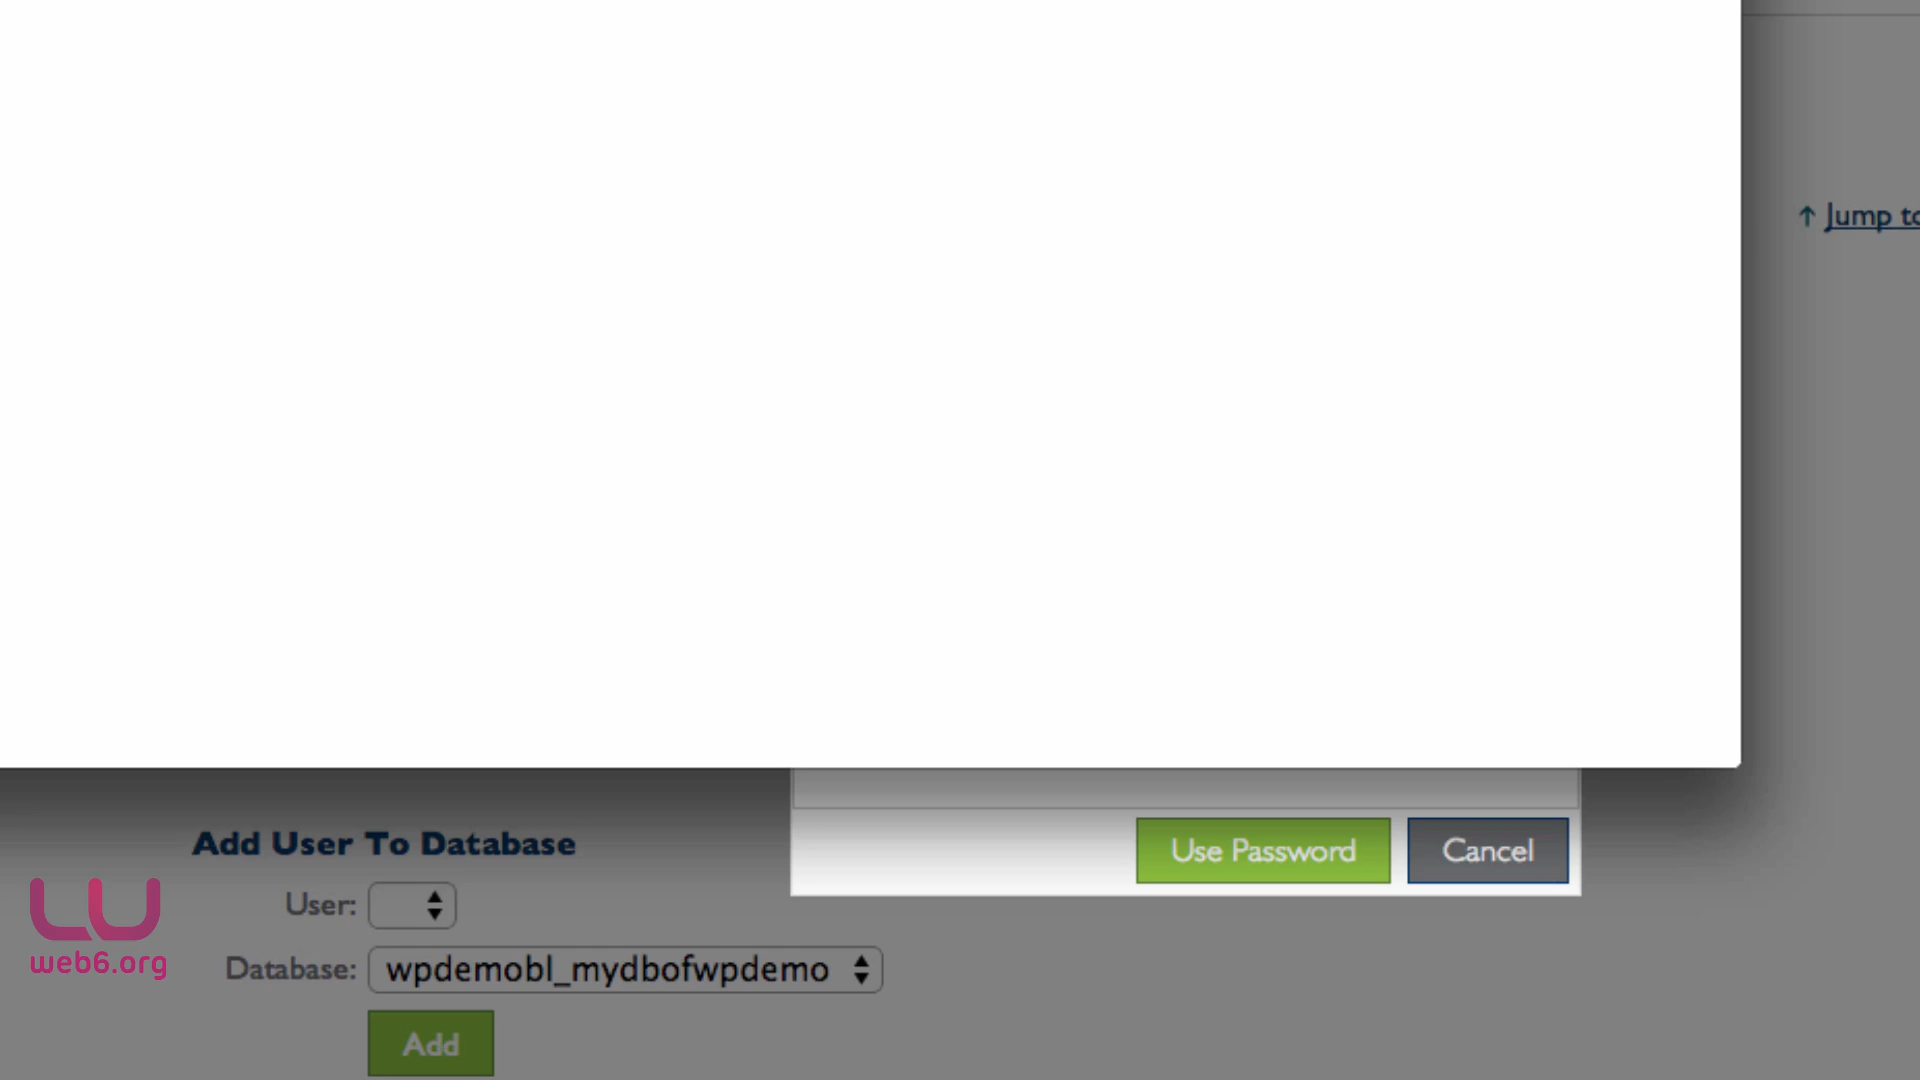 ↑ Jump to
Use Password
Cancel
Add User To Database
User:
web6.org
Database: wpdemobl_mydbofwpdemo
Add